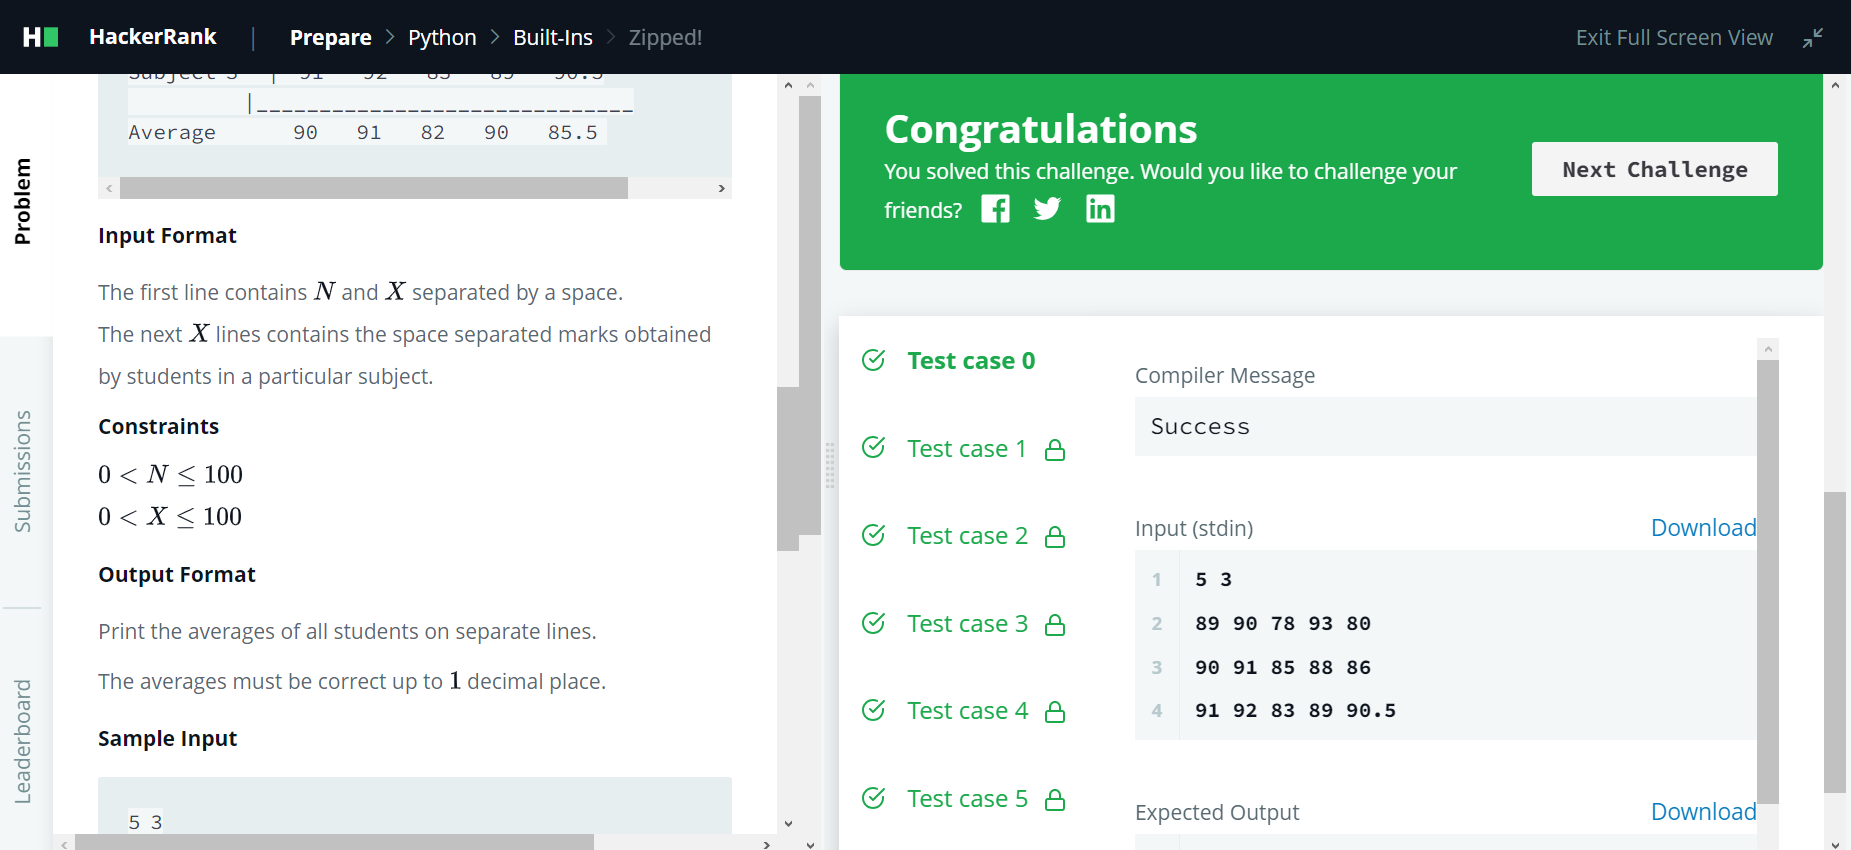 HackerRank | Prepare > Python > Built-Ins > Zipped!
Exit Full Screen View
Problem
Submissions
Leaderboard
Subject 3 | 91 92 83 89 90.5
|______________________________
Average 90 91 82 90 85.5
Input Format
The first line contains N and X separated by a space.
The next X lines contains the space separated marks obtained
by students in a particular subject.
Constraints
0 < N ≤ 100
0 < X ≤ 100
Output Format
Print the averages of all students on separate lines.
The averages must be correct up to 1 decimal place.
Sample Input
5 3
Congratulations
You solved this challenge. Would you like to challenge your
friends?
Next Challenge
Test case 0
Test case 1
Test case 2
Test case 3
Test case 4
Test case 5
Compiler Message
Success
Input (stdin)
Download
1 5 3
2 89 90 78 93 80
3 90 91 85 88 86
4 91 92 83 89 90.5
Expected Output
Download